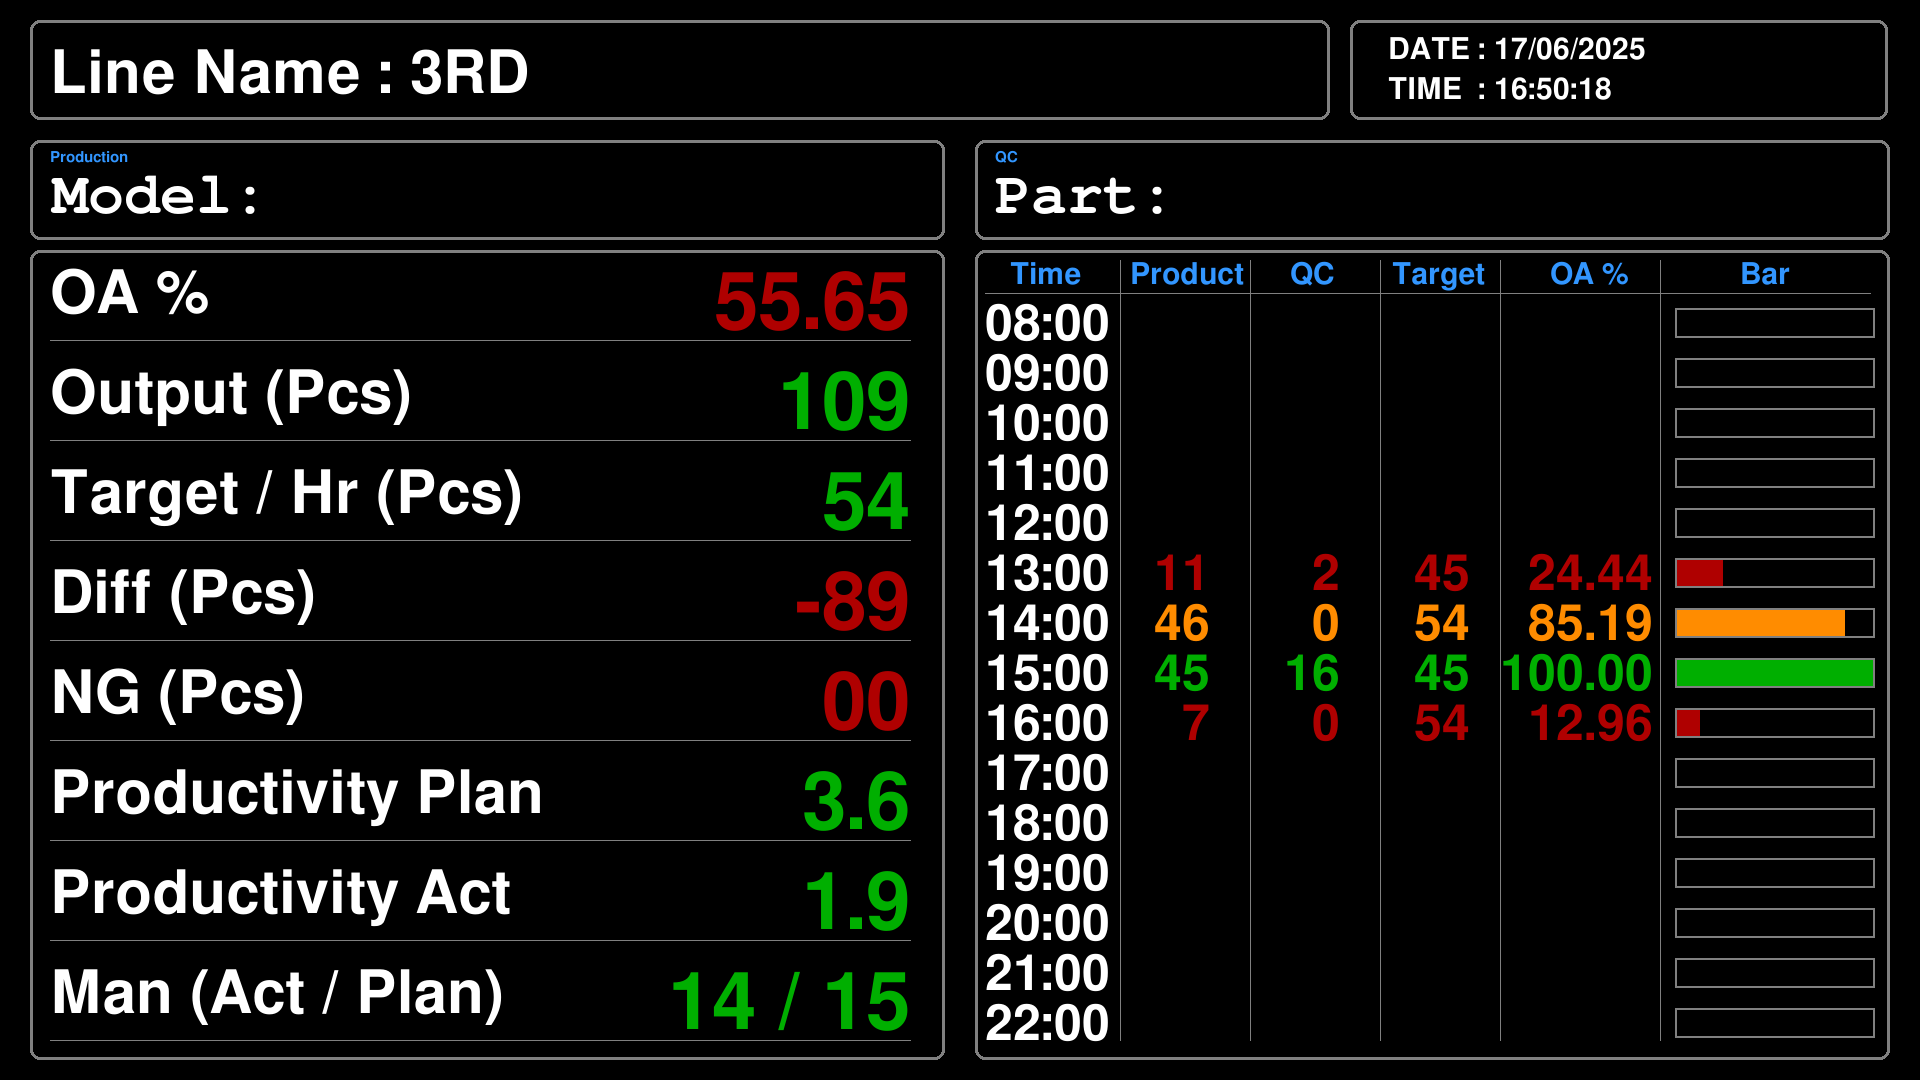 Line Name : 3RD
DATE : 17/06/2025
TIME : 16:50:18
Production
Model:
QC
Part:
OA % 55.65
Output (Pcs) 109
Target / Hr (Pcs) 54
Diff (Pcs) -89
NG (Pcs) 00
Productivity Plan 3.6
Productivity Act 1.9
Man (Act / Plan) 14 / 15
Time Product QC Target OA % Bar
08:00
09:00
10:00
11:00
12:00
13:00 11 2 45 24.44
14:00 46 0 54 85.19
15:00 45 16 45 100.00
16:00 7 0 54 12.96
17:00
18:00
19:00
20:00
21:00
22:00